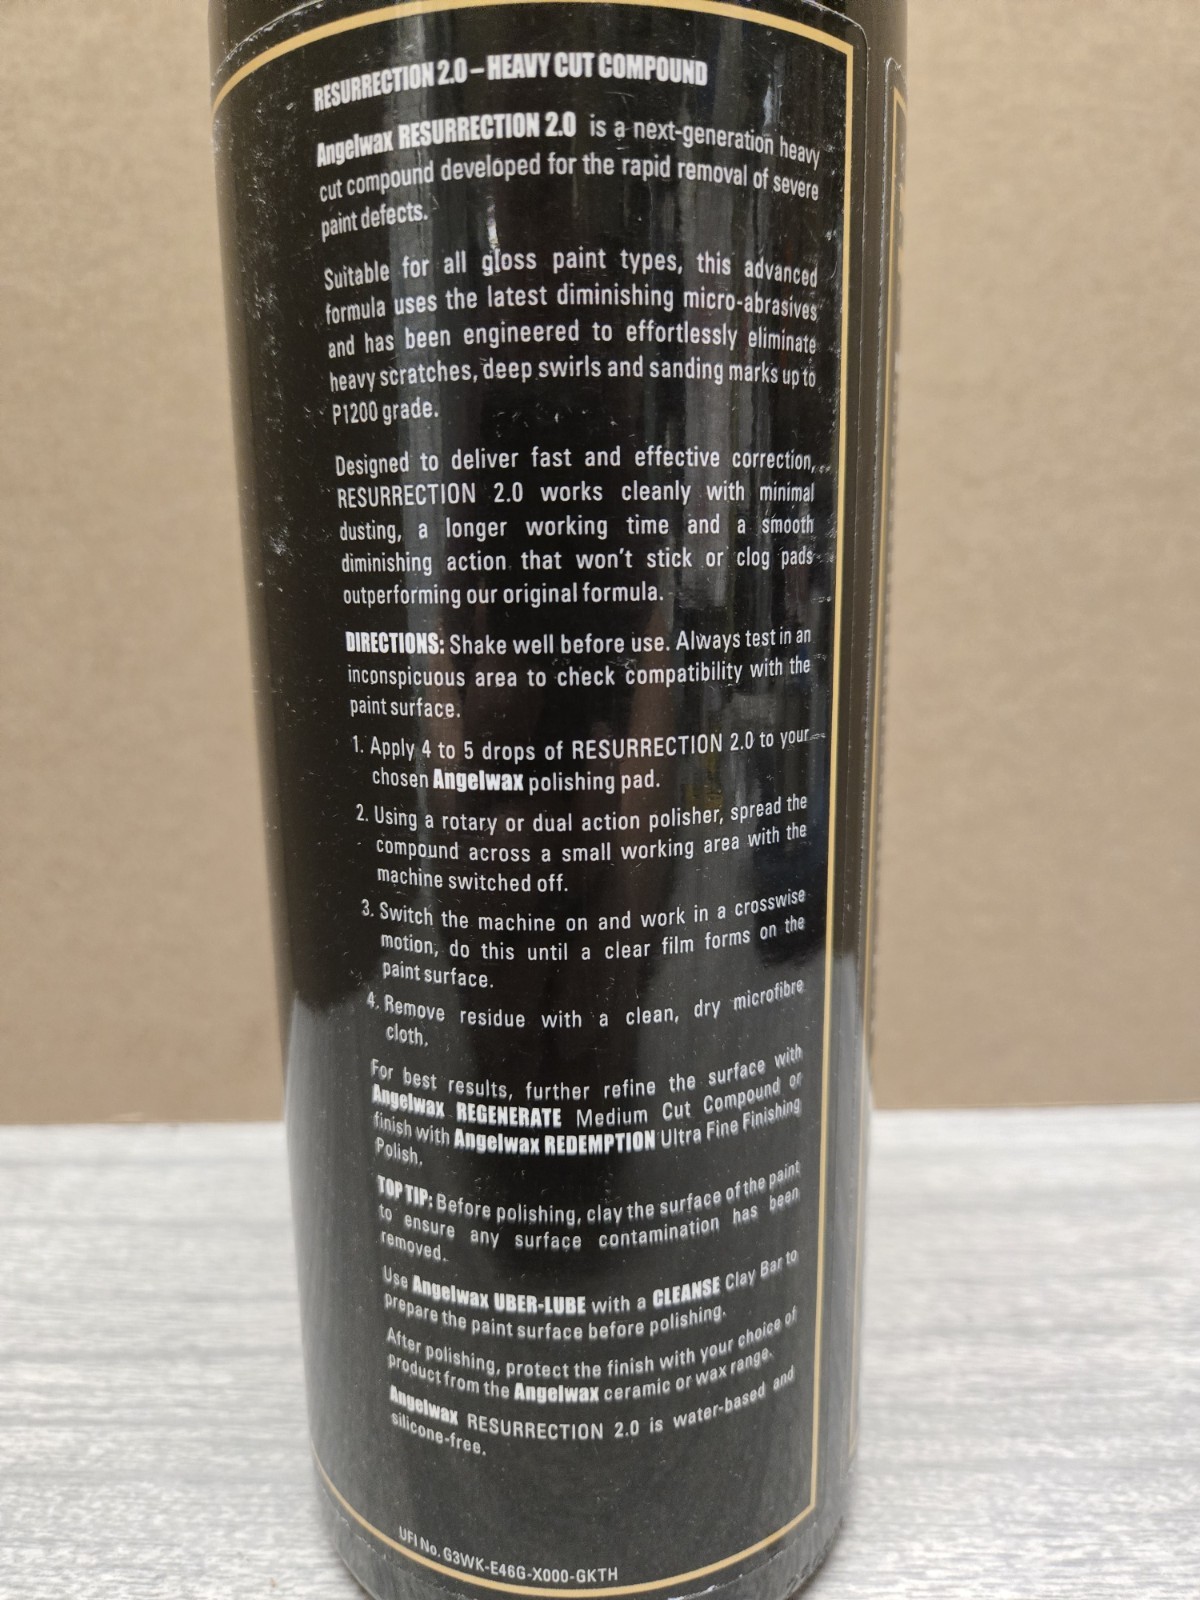 RESURRECTION 2.0 – HEAVY CUT COMPOUND
Angelwax RESURRECTION 2.0 is a next-generation heavy
cut compound developed for the rapid removal of severe
paint defects.
Suitable for all gloss paint types, this advanced
formula uses the latest diminishing micro-abrasives
and has been engineered to effortlessly eliminate
heavy scratches, deep swirls and sanding marks up to
P1200 grade.
Designed to deliver fast and effective correction,
RESURRECTION 2.0 works cleanly with minimal
dusting, a longer working time and a smooth
diminishing action that won't stick or clog pads
outperforming our original formula.
DIRECTIONS: Shake well before use. Always test in an
inconspicuous area to check compatibility with the
paint surface.
1. Apply 4 to 5 drops of RESURRECTION 2.0 to your
chosen Angelwax polishing pad.
2. Using a rotary or dual action polisher, spread the
compound across a small working area with the
machine switched off.
3. Switch the machine on and work in a crosswise
motion, do this until a clear film forms on the
paint surface.
4. Remove residue with a clean, dry microfibre
cloth.
For best results, further refine the surface with
Angelwax REGENERATE Medium Cut Compound or
finish with Angelwax REDEMPTION Ultra Fine Finishing
Polish.
TOP TIP: Before polishing, clay the surface of the paint
to ensure any surface contamination has been
removed.
Use Angelwax UBER-LUBE with a CLEANSE Clay Bar to
prepare the paint surface before polishing.
After polishing, protect the finish with your choice of
product from the Angelwax ceramic or wax range.
Angelwax RESURRECTION 2.0 is water-based and
silicone-free.
UFI No. G3WK-E46G-X000-GKTH